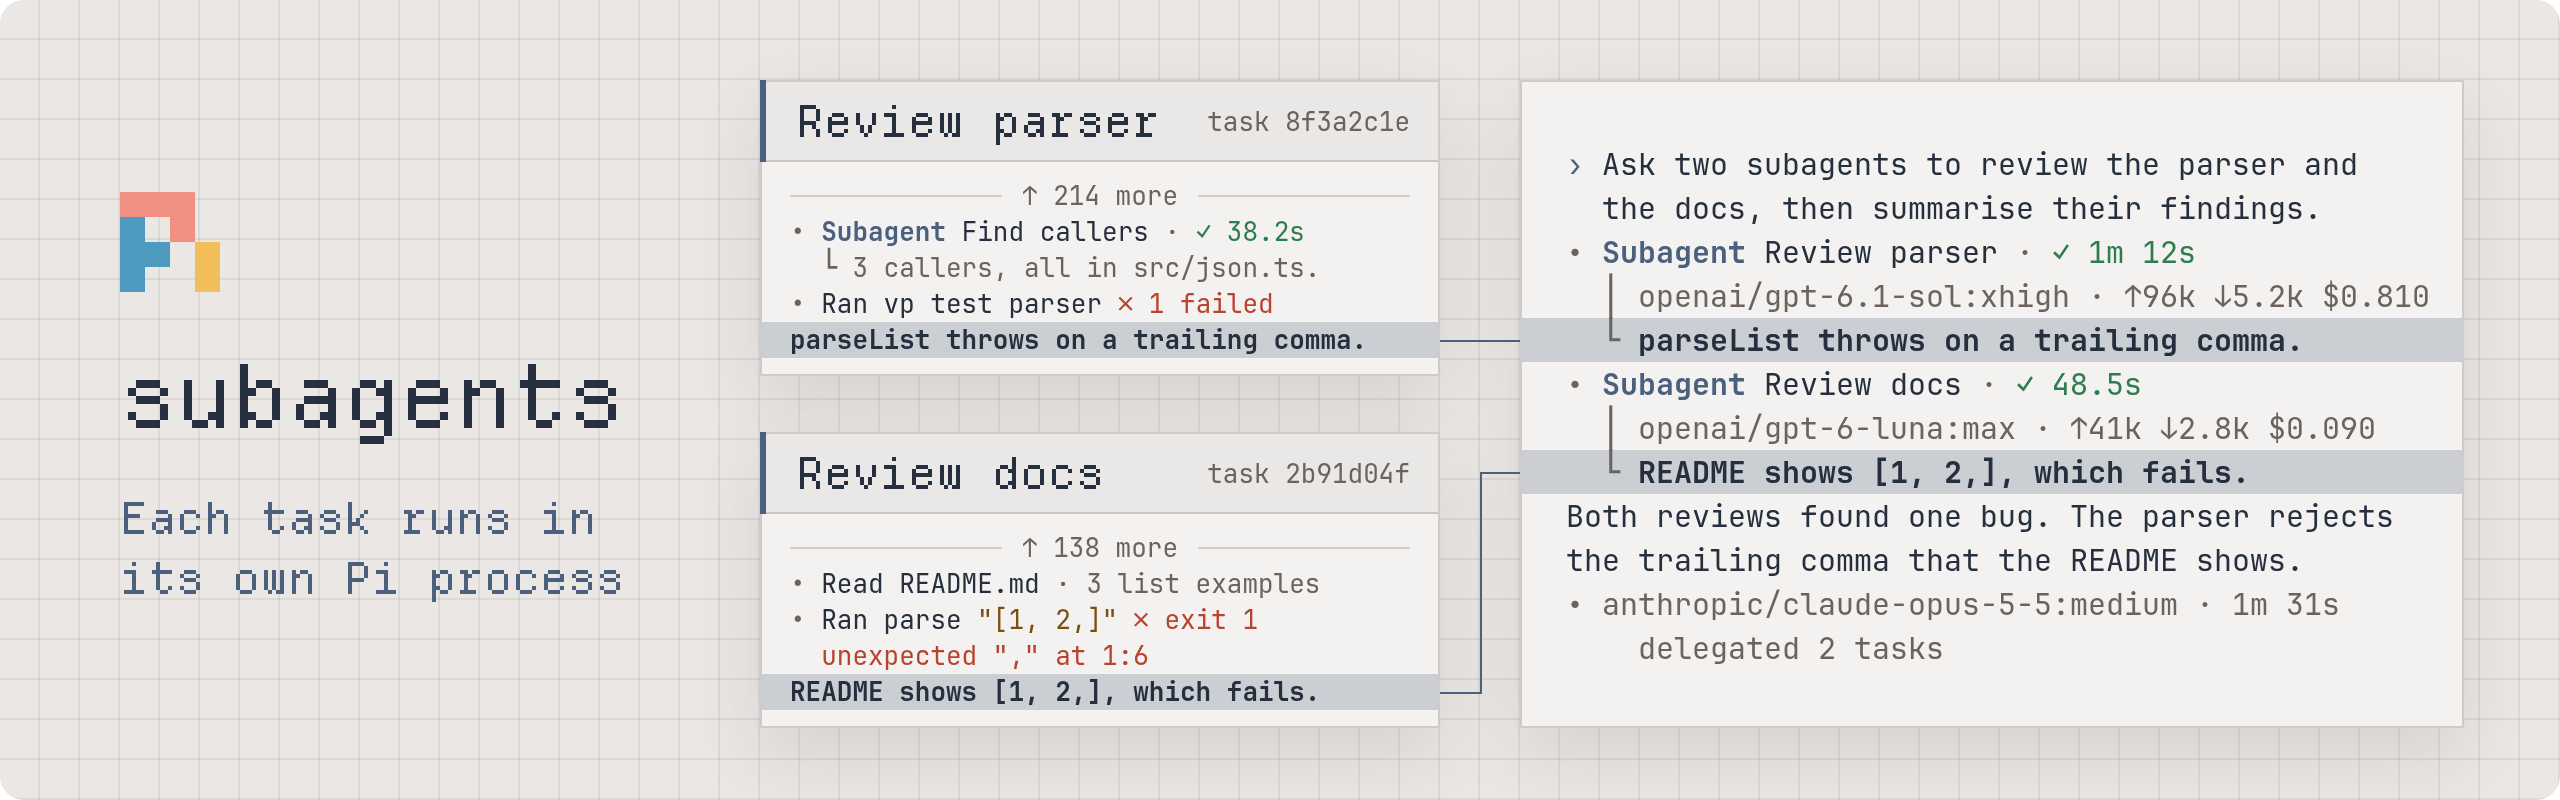 subagents
Each task runs in
its own Pi process
Review parser task 8f3a2c1e
↑ 214 more
• Subagent Find callers · ✓ 38.2s
└ 3 callers, all in src/json.ts.
• Ran vp test parser × 1 failed
parseList throws on a trailing comma.
Review docs task 2b91d04f
↑ 138 more
• Read README.md · 3 list examples
• Ran parse "[1, 2,]" × exit 1
unexpected "," at 1:6
README shows [1, 2,], which fails.
› Ask two subagents to review the parser and
the docs, then summarise their findings.
• Subagent Review parser · ✓ 1m 12s
│ openai/gpt-6.1-sol:xhigh · ↑96k ↓5.2k $0.810
└ parseList throws on a trailing comma.
• Subagent Review docs · ✓ 48.5s
│ openai/gpt-6-luna:max · ↑41k ↓2.8k $0.090
└ README shows [1, 2,], which fails.
Both reviews found one bug. The parser rejects
the trailing comma that the README shows.
• anthropic/claude-opus-5-5:medium · 1m 31s
delegated 2 tasks